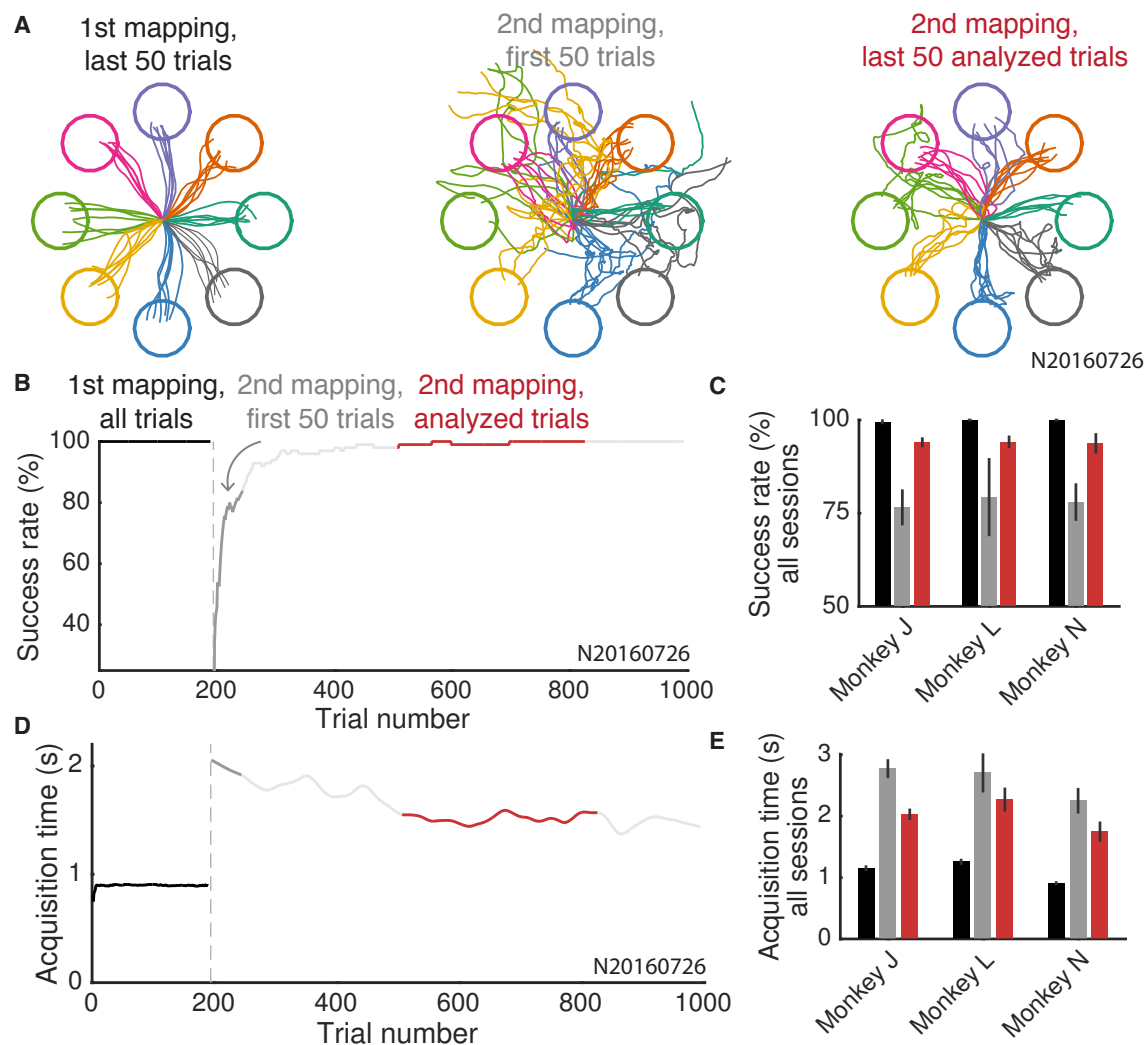 A
1st mapping,
last 50 trials
2nd mapping,
first 50 trials
2nd mapping,
last 50 analyzed trials
N20160726
B
1st mapping,
all trials
2nd mapping,
first 50 trials
2nd mapping,
analyzed trials
Success rate (%)
100
80
60
40
0
200
400
600
800
1000
Trial number
N20160726
C
Success rate (%)
all sessions
100
75
50
Monkey J
Monkey L
Monkey N
D
Acquisition time (s)
2
1
0
0
200
400
600
800
1000
Trial number
N20160726
E
Acquisition time (s)
all sessions
3
2
1
0
Monkey J
Monkey L
Monkey N